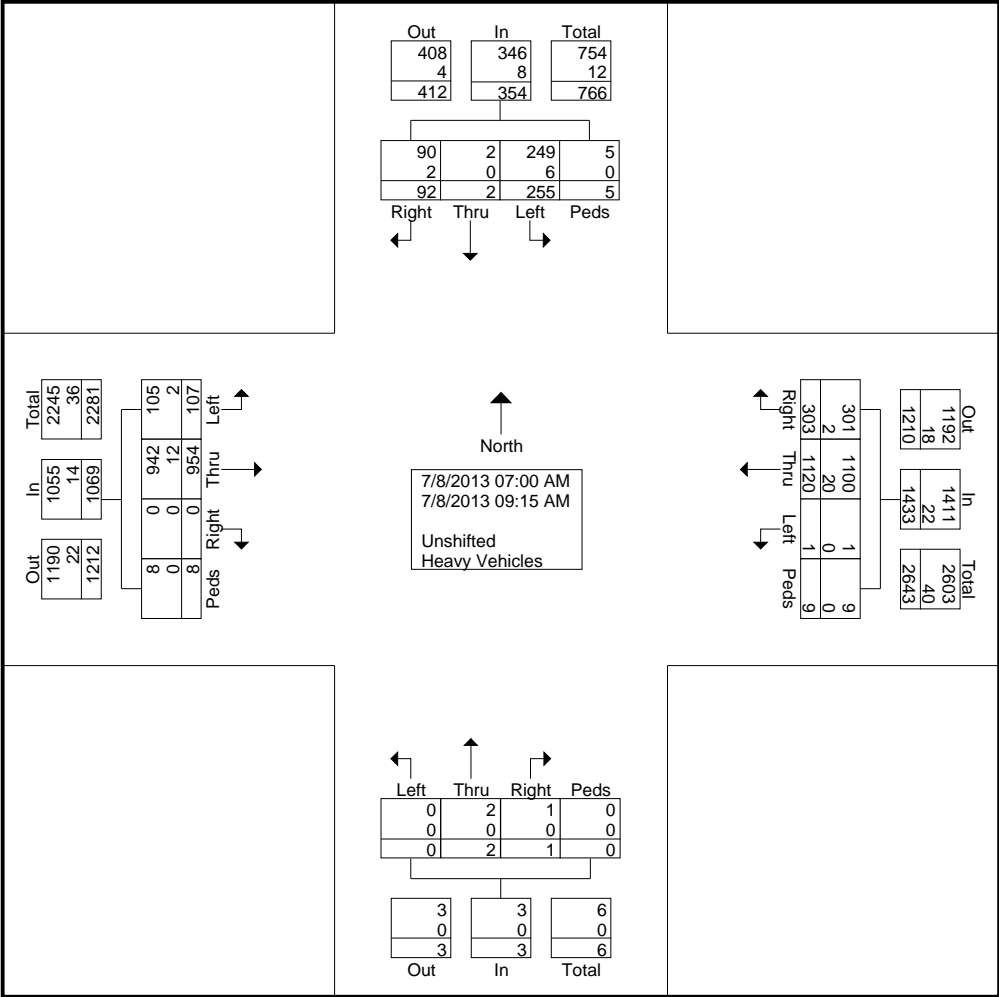 Out In Total
408 346 754
4 8 12
412 354 766
90 2 249 5
2 0 6 0
92 2 255 5
Right Thru Left Peds
Total In Out
2245 1055 1190
36 14 22
2281 1069 1212
105 942 0 8
2 12 0 0
107 954 0 8
Left Thru Right Peds
North
7/8/2013 07:00 AM
7/8/2013 09:15 AM
Unshifted
Heavy Vehicles
Out In Total
1192 1411 2603
18 22 40
1210 1433 2643
301 1100 1 9
2 20 0 0
303 1120 1 9
Right Thru Left Peds
Left Thru Right Peds
0 2 1 0
0 0 0 0
0 2 1 0
3 3 6
0 0 0
3 3 6
Out In Total